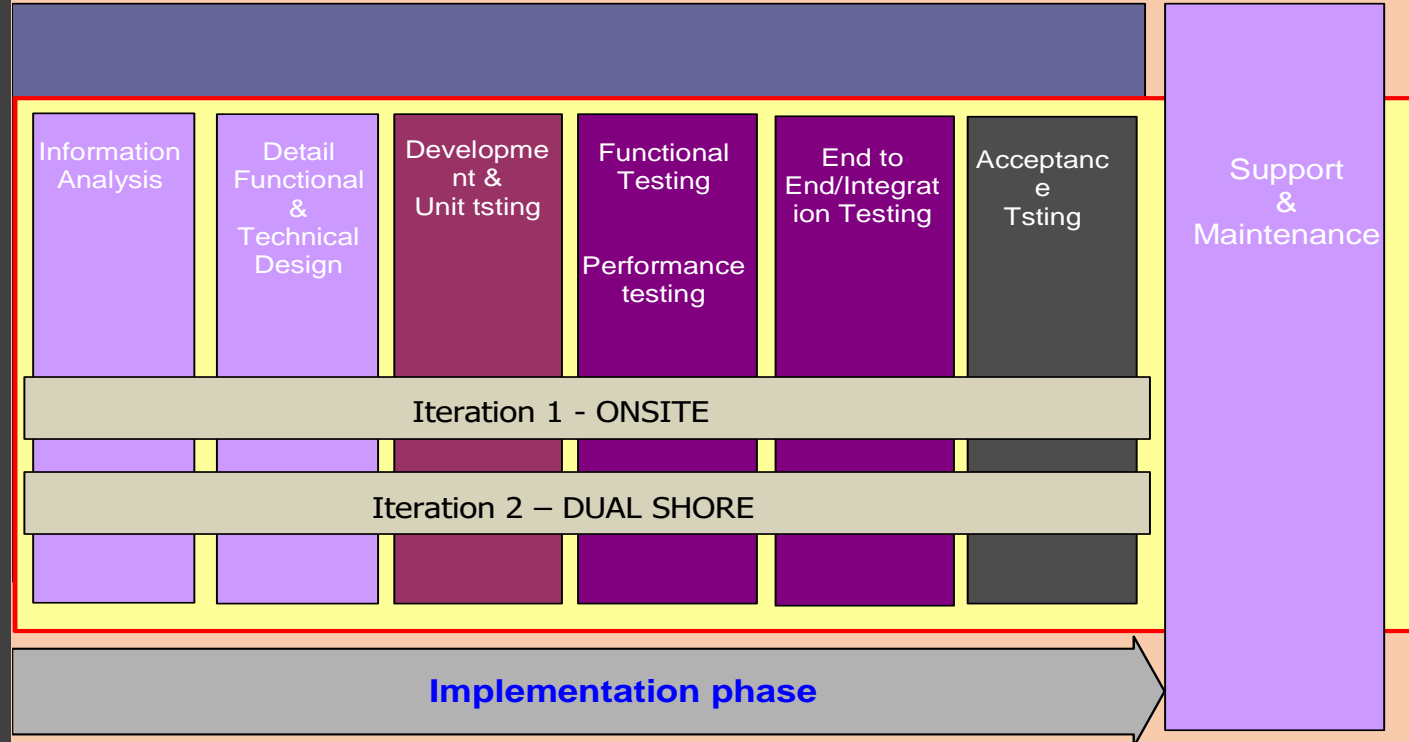 Information
Analysis
Detail
Functional
&
Technical
Design
Developme
nt &
Unit tsting
Functional
Testing
Performance
testing
End to
End/Integrat
ion Testing
Acceptanc
e
Tsting
Support
&
Maintenance
Iteration 1 - ONSITE
Iteration 2 – DUAL SHORE
Implementation phase